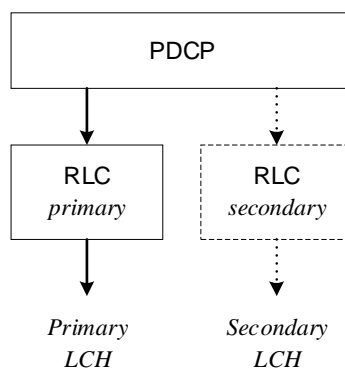 PDCP
RLC
primary
RLC
secondary
Primary
LCH
Secondary
LCH